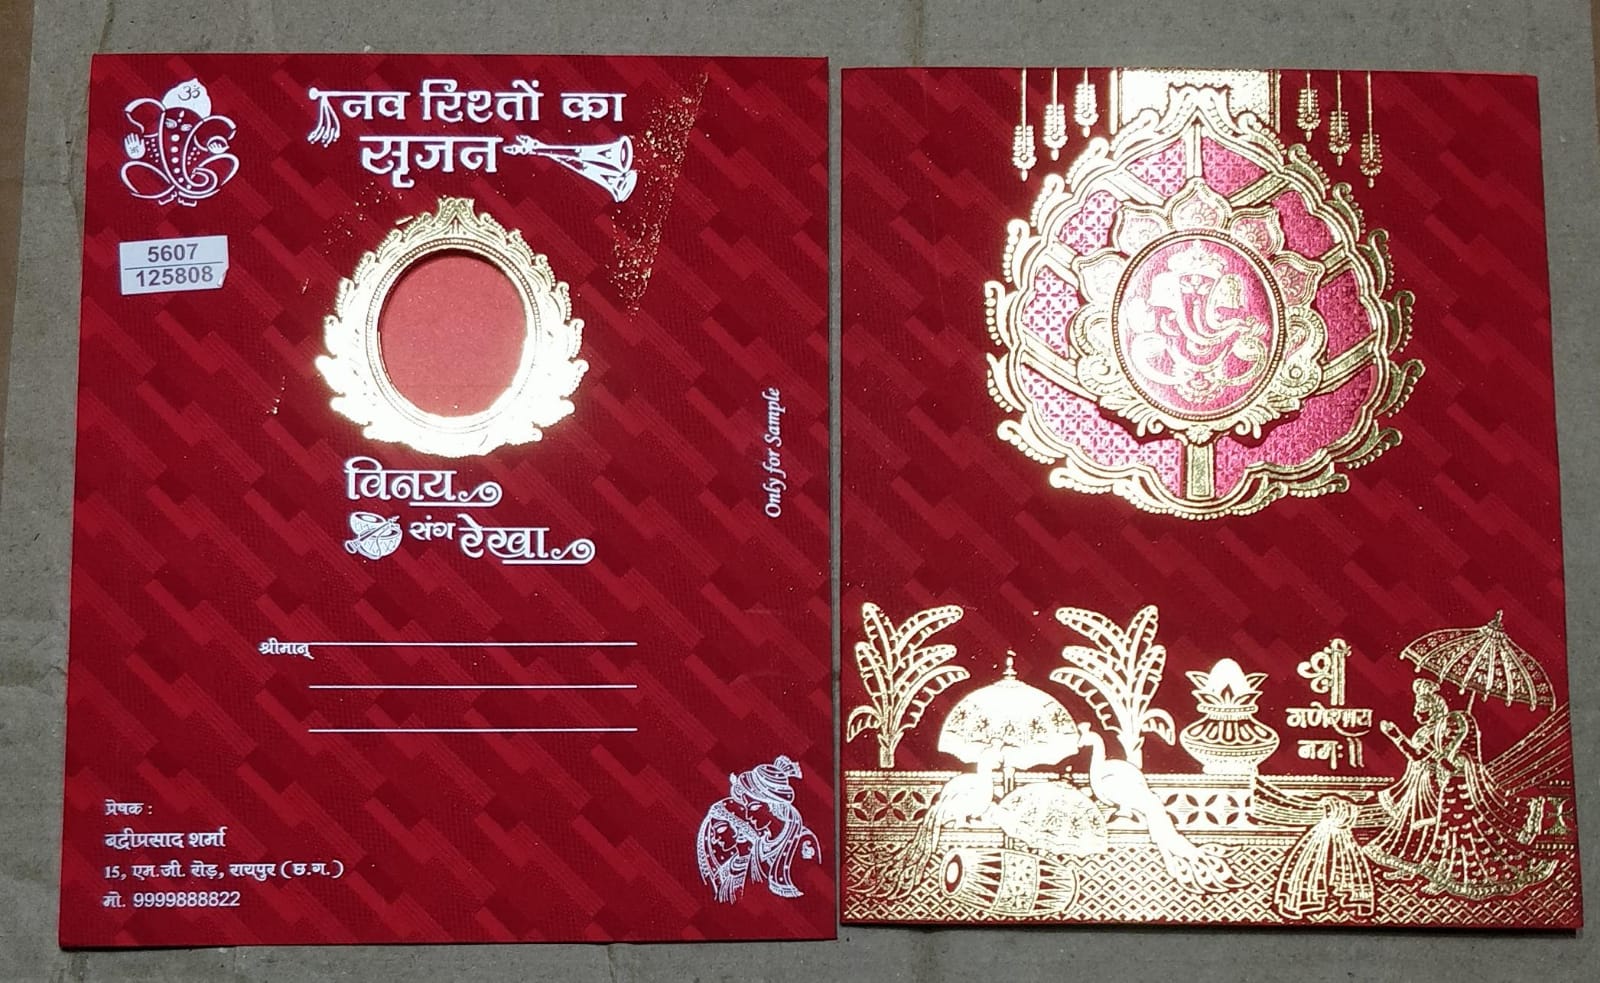 ॐ
नव रिश्तों का
सृजन
5607
125808
Only for Sample
विनय
संग रेखा
श्रीमान्
प्रेषक :
बद्रीप्रसाद शर्मा
15, एम.जी. रोड़, रायपुर (छ.ग.)
मो. 9999888822
श्री
गणेशाय
नमः॥